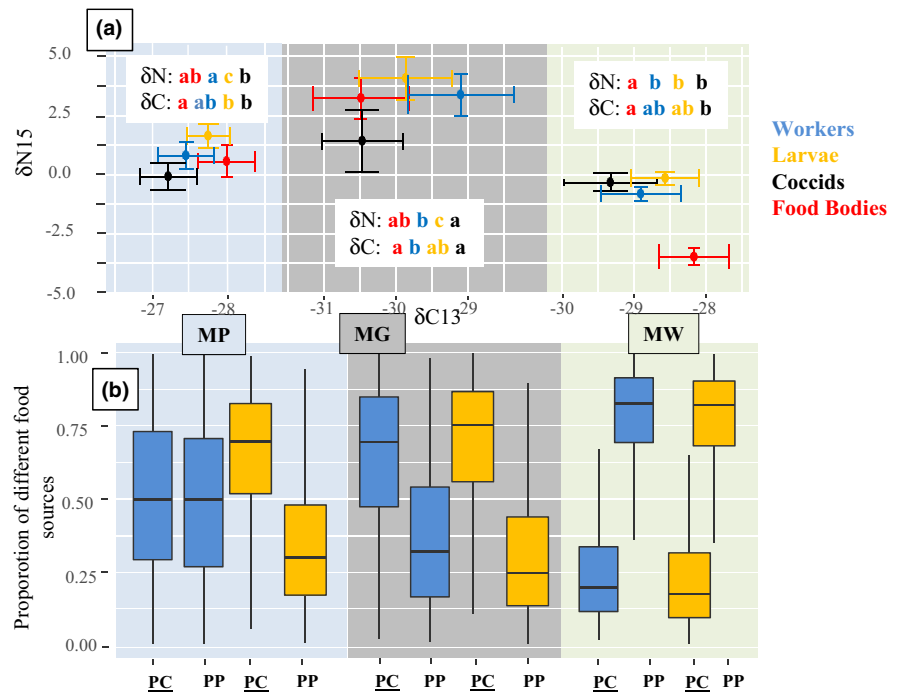 (a)
5.0
2.5
0.0
-2.5
-5.0
δN15
δN: ab a c b
δC: a ab b b
δN: ab b c a
δC: a b ab a
δN: a b b b
δC: a ab ab b
Workers
Larvae
Coccids
Food Bodies
-27 -28 -31 -30 -29 -30 -29 -28
δC13
MP MG MW
(b)
1.00
0.75
0.50
0.25
0.00
Proporotion of different food
sources
PC PP PC PP PC PP PC PP PC PP PC PP